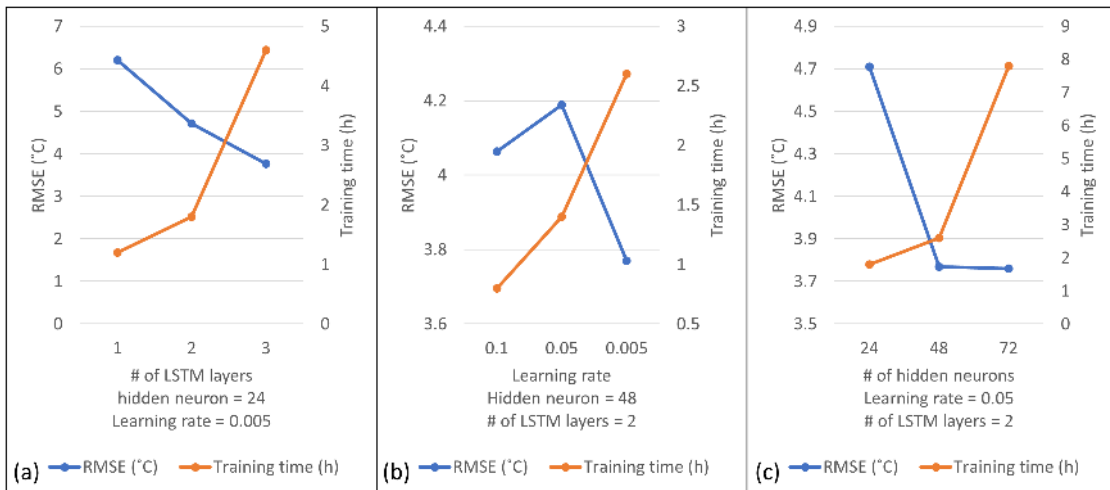 7
6
5
4
3
2
1
0
RMSE (˚C)
5
4
3
2
1
0
Training time (h)
1 2 3
# of LSTM layers
hidden neuron = 24
Learning rate = 0.005
(a) RMSE (˚C) Training time (h)
4.4
4.2
4
3.8
3.6
RMSE (˚C)
3
2.5
2
1.5
1
0.5
Training time (h)
0.1 0.05 0.005
Learning rate
Hidden neuron = 48
# of LSTM layers = 2
(b) RMSE (˚C) Training time (h)
4.9
4.7
4.5
4.3
4.1
3.9
3.7
3.5
RMSE (˚C)
9
8
7
6
5
4
3
2
1
0
Training time (h)
24 48 72
# of hidden neurons
Learning rate = 0.05
# of LSTM layers = 2
(c) RMSE (˚C) Training time (h)